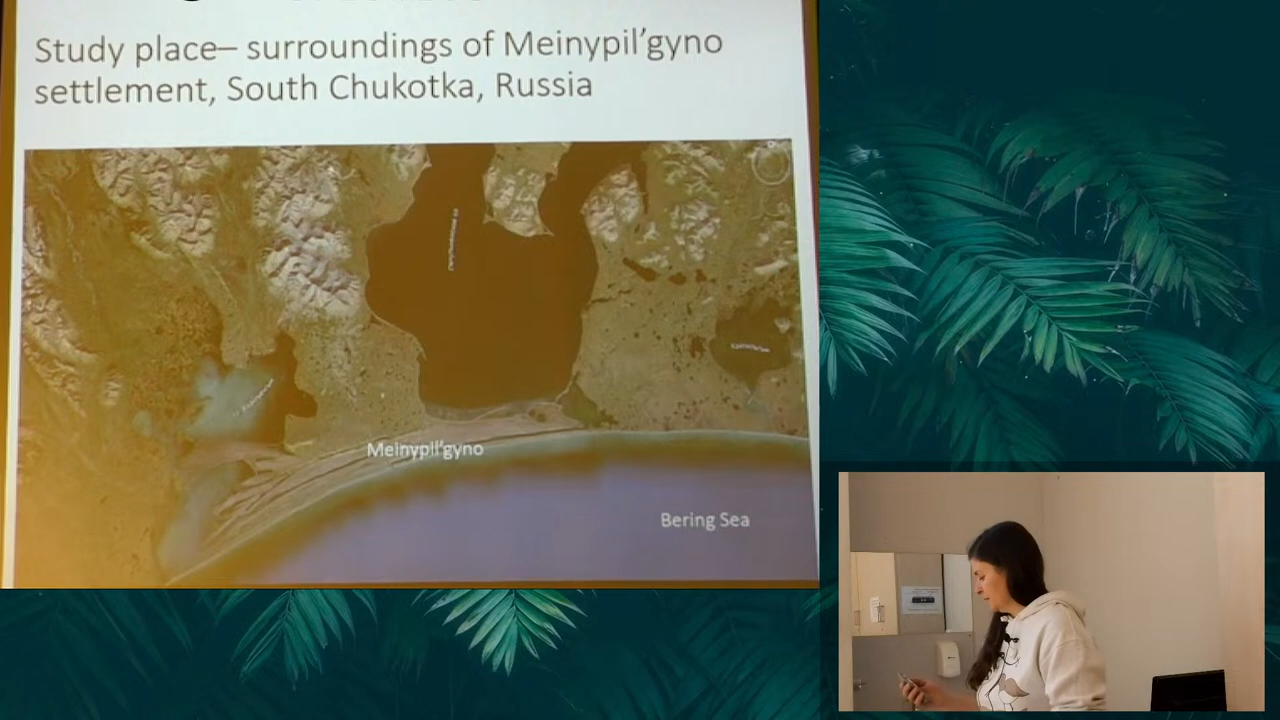 Study place– surroundings of Meinypil’gyno
settlement, South Chukotka, Russia
Meinypil’gyno
Bering Sea